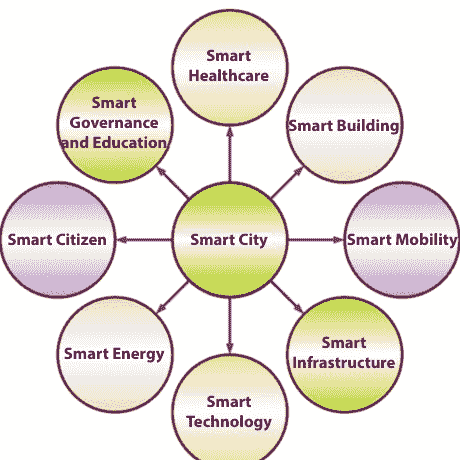 Smart
Healthcare
Smart
Governance
and Education
Smart Building
Smart Citizen
Smart City
Smart Mobility
Smart Energy
Smart
Infrastructure
Smart
Technology